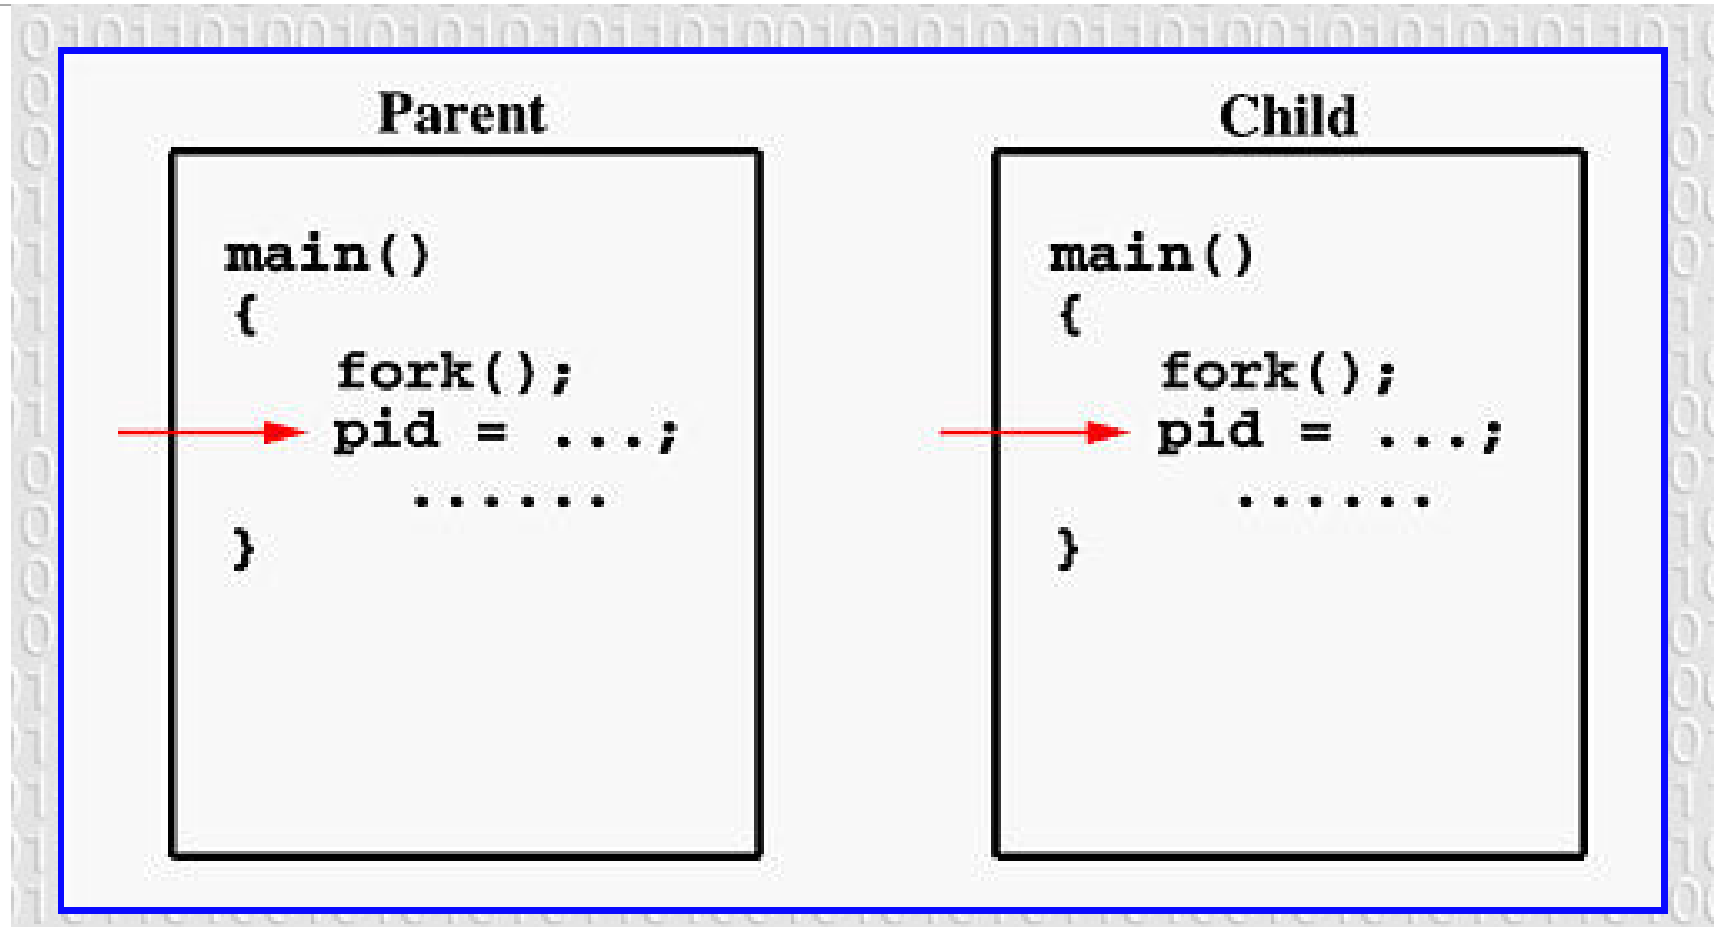 Parent
main()
{
fork();
pid = ...;
......
}
Child
main()
{
fork();
pid = ...;
......
}